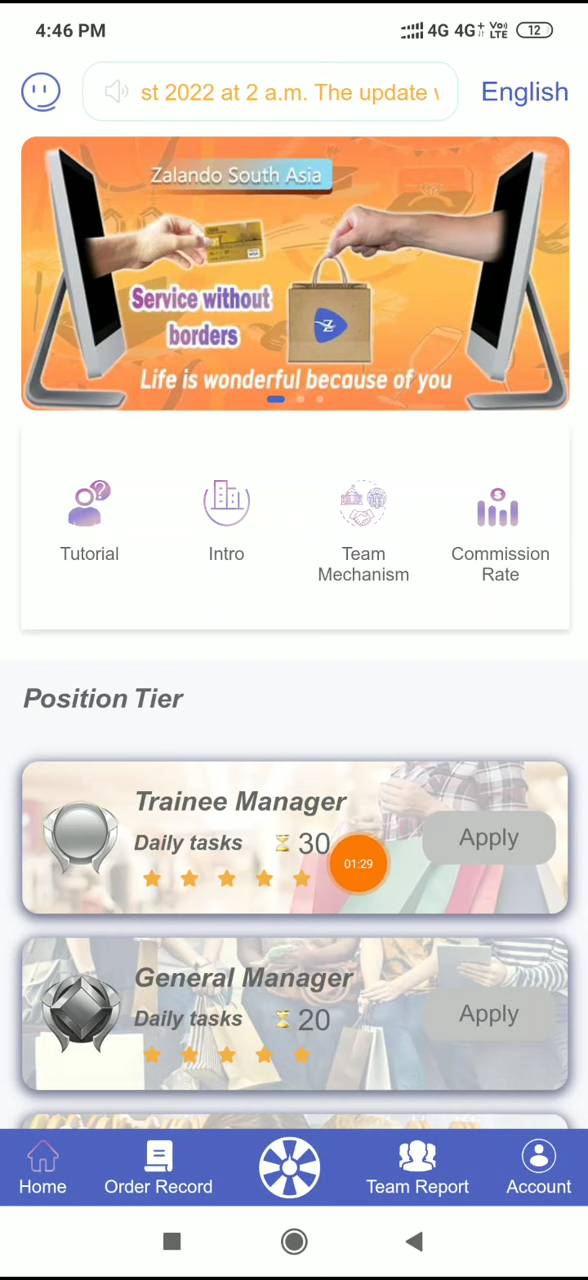 4:46 PM
4G 4G+ Vo) LTE 12
st 2022 at 2 a.m. The update
English
Zalando South Asia
Service without
borders
Z
Life is wonderful because of you
Tutorial
Intro
Team
Mechanism
Commission
Rate
Position Tier
Trainee Manager
Daily tasks 30
Apply
01:29
General Manager
Daily tasks 20
Apply
Home
Order Record
Team Report
Account